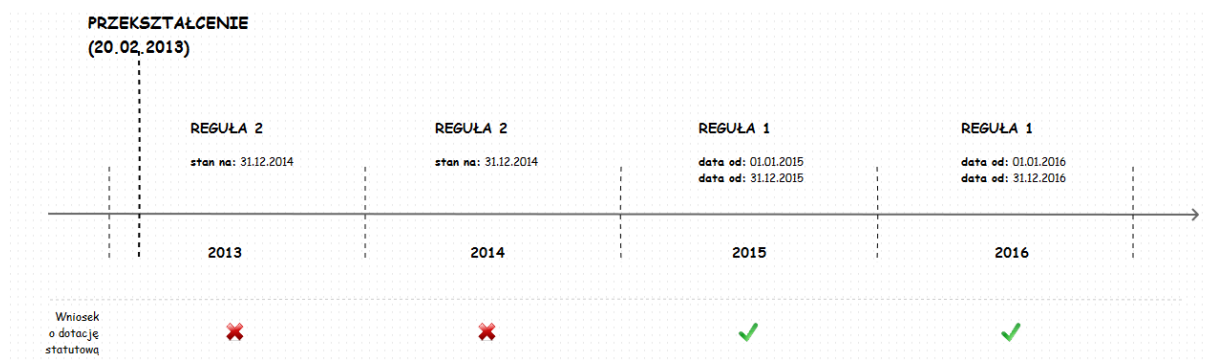 PRZEKSZTAŁCENIE
(20.02.2013)
REGUŁA 2
stan na: 31.12.2014
REGUŁA 2
stan na: 31.12.2014
REGUŁA 1
data od: 01.01.2015
data od: 31.12.2015
REGUŁA 1
data od: 01.01.2016
data od: 31.12.2016
2013
2014
2015
2016
Wniosek
o dotację
statutową